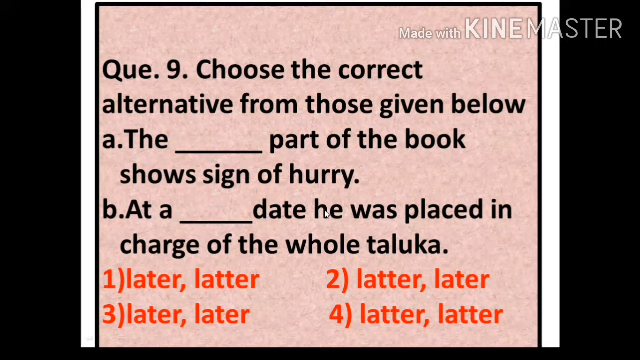 Made with KINEMASTER
Que. 9. Choose the correct
alternative from those given below
a.The ______ part of the book
shows sign of hurry.
b.At a _____date he was placed in
charge of the whole taluka.
1)later, latter 2) latter, later
3)later, later 4) latter, latter